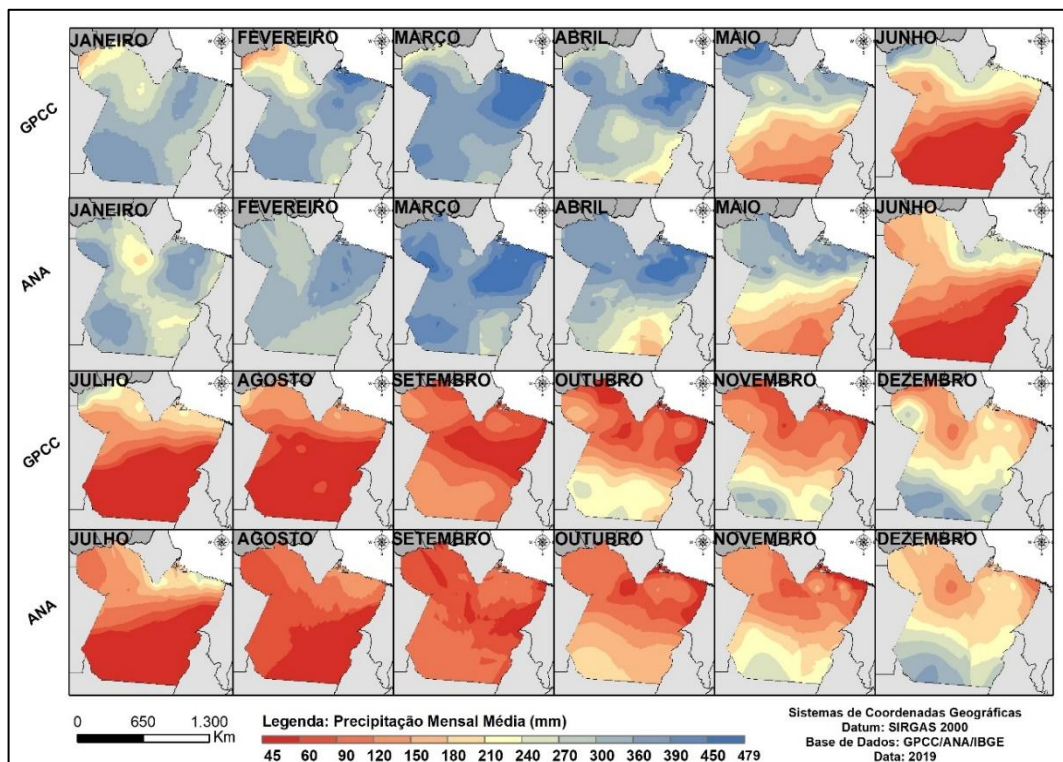 JANEIRO FEVEREIRO MARÇO ABRIL MAIO JUNHO
GPCC
JANEIRO FEVEREIRO MARÇO ABRIL MAIO JUNHO
ANA
JULHO AGOSTO SETEMBRO OUTUBRO NOVEMBRO DEZEMBRO
GPCC
JULHO AGOSTO SETEMBRO OUTUBRO NOVEMBRO DEZEMBRO
ANA
0 650 1.300
Km
Legenda: Precipitação Mensal Média (mm)
45 60 90 120 150 180 210 240 270 300 360 390 450 479
Sistemas de Coordenadas Geográficas
Datum: SIRGAS 2000
Base de Dados: GPCC/ANA/IBGE
Data: 2019